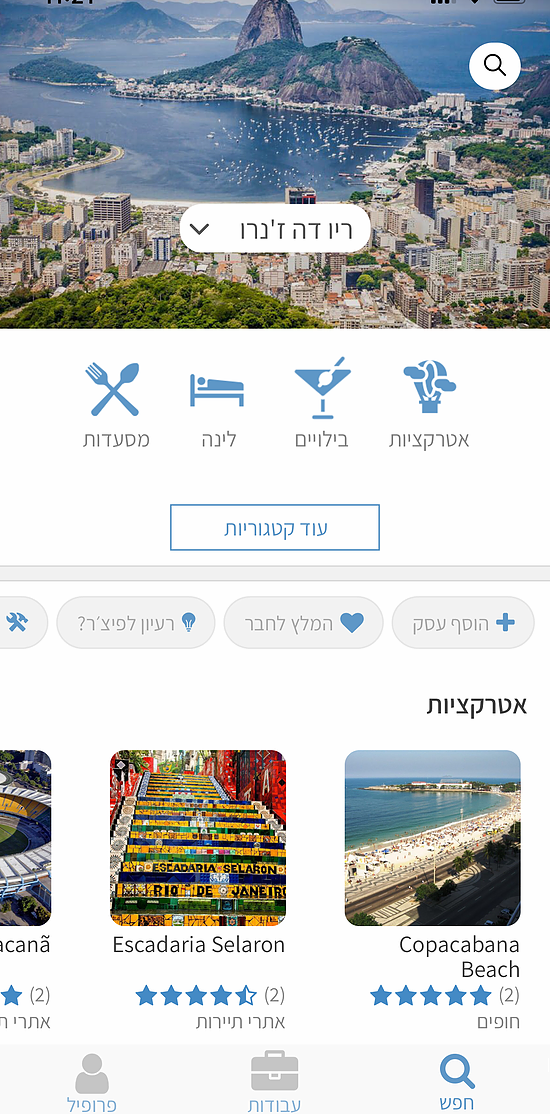 ריו דה ז'נרו
אטרקציות
בילויים
לינה
מסעדות
עוד קטגוריות
הוסף עסק
המלץ לחבר
רעיון לפיצ׳ר?
אטרקציות
Copacabana
Beach
(2)
חופים
Escadaria Selaron
(2)
אתרי תיירות
ESCADARIA SELARON
RIO DE JANEIRO
acanã
(2)
אתרי ת
חפש
עבודות
פרופיל